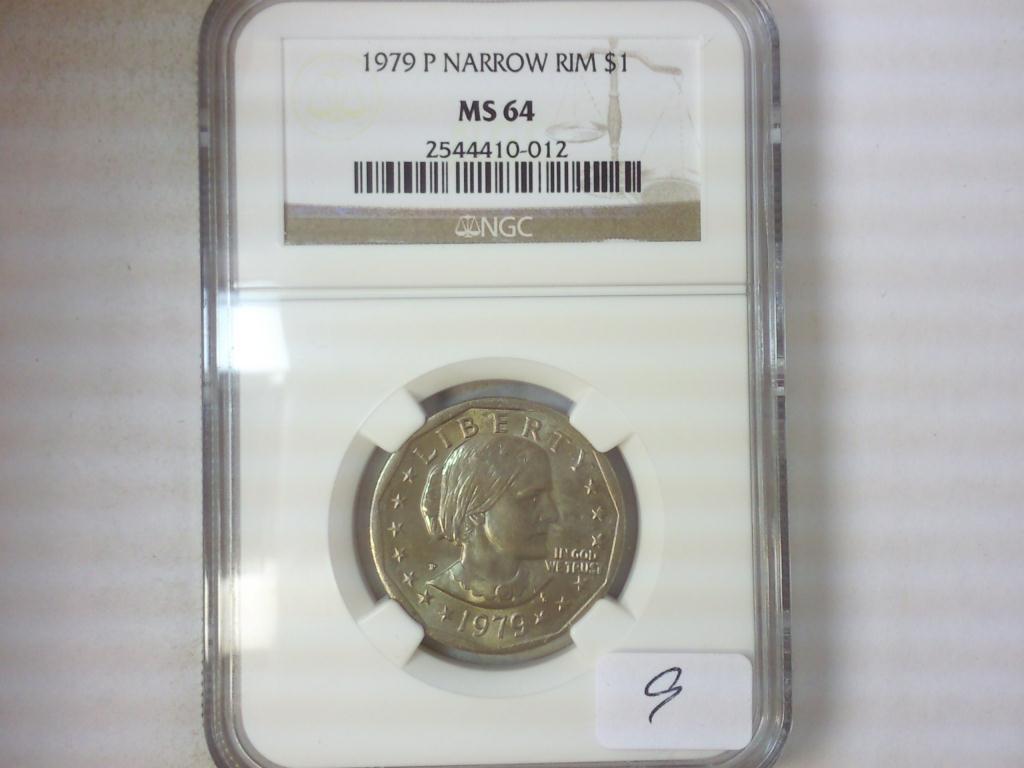 1979 P NARROW RIM $1
MS 64
2544410-012
NGC
LIBERTY
P
IN GOD
WE TRUST
1979
9